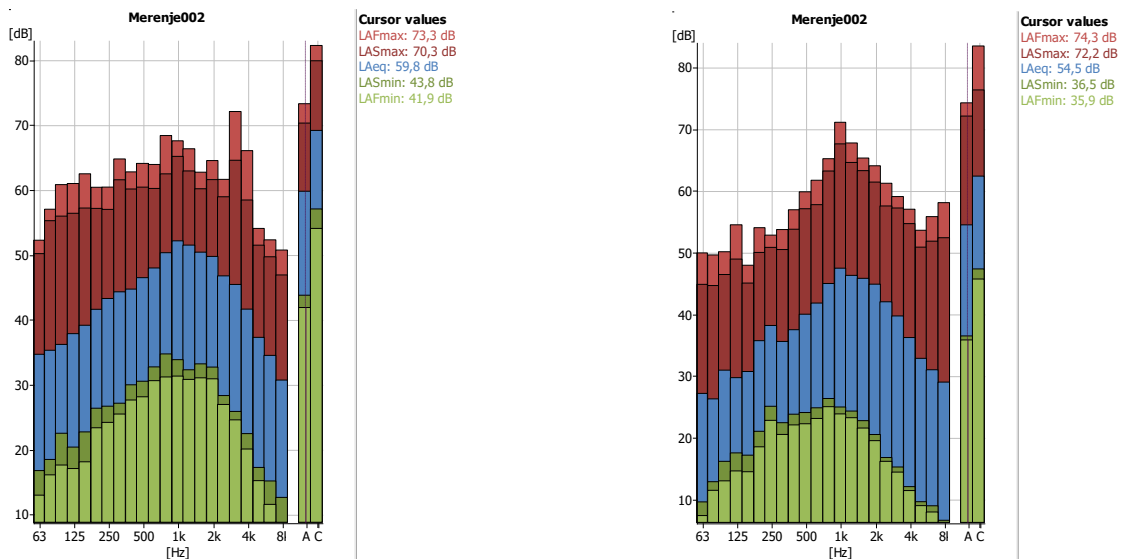 Merenje002
[dB]
80
70
60
50
40
30
20
10
63 125 250 500 1k 2k 4k 8l A C
[Hz]
Cursor values
LAFmax: 73,3 dB
LASmax: 70,3 dB
LAeq: 59,8 dB
LASmin: 43,8 dB
LAFmin: 41,9 dB
Merenje002
[dB]
80
70
60
50
40
30
20
10
63 125 250 500 1k 2k 4k 8l A C
[Hz]
Cursor values
LAFmax: 74,3 dB
LASmax: 72,2 dB
LAeq: 54,5 dB
LASmin: 36,5 dB
LAFmin: 35,9 dB